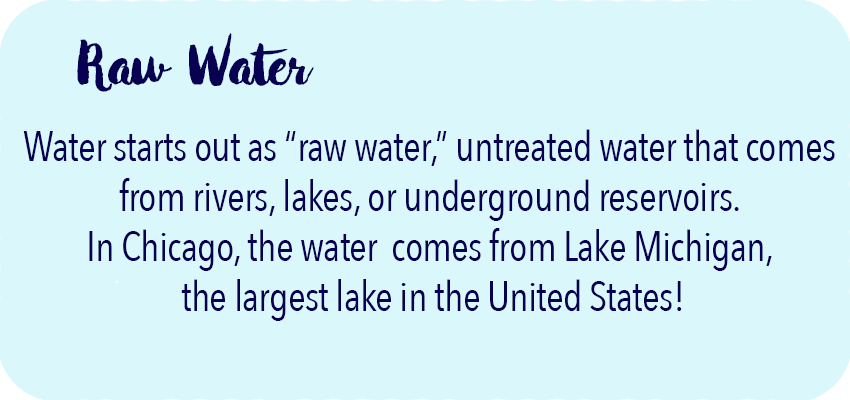 Raw Water
Water starts out as “raw water,” untreated water that comes
from rivers, lakes, or underground reservoirs.
In Chicago, the water  comes from Lake Michigan,
the largest lake in the United States!